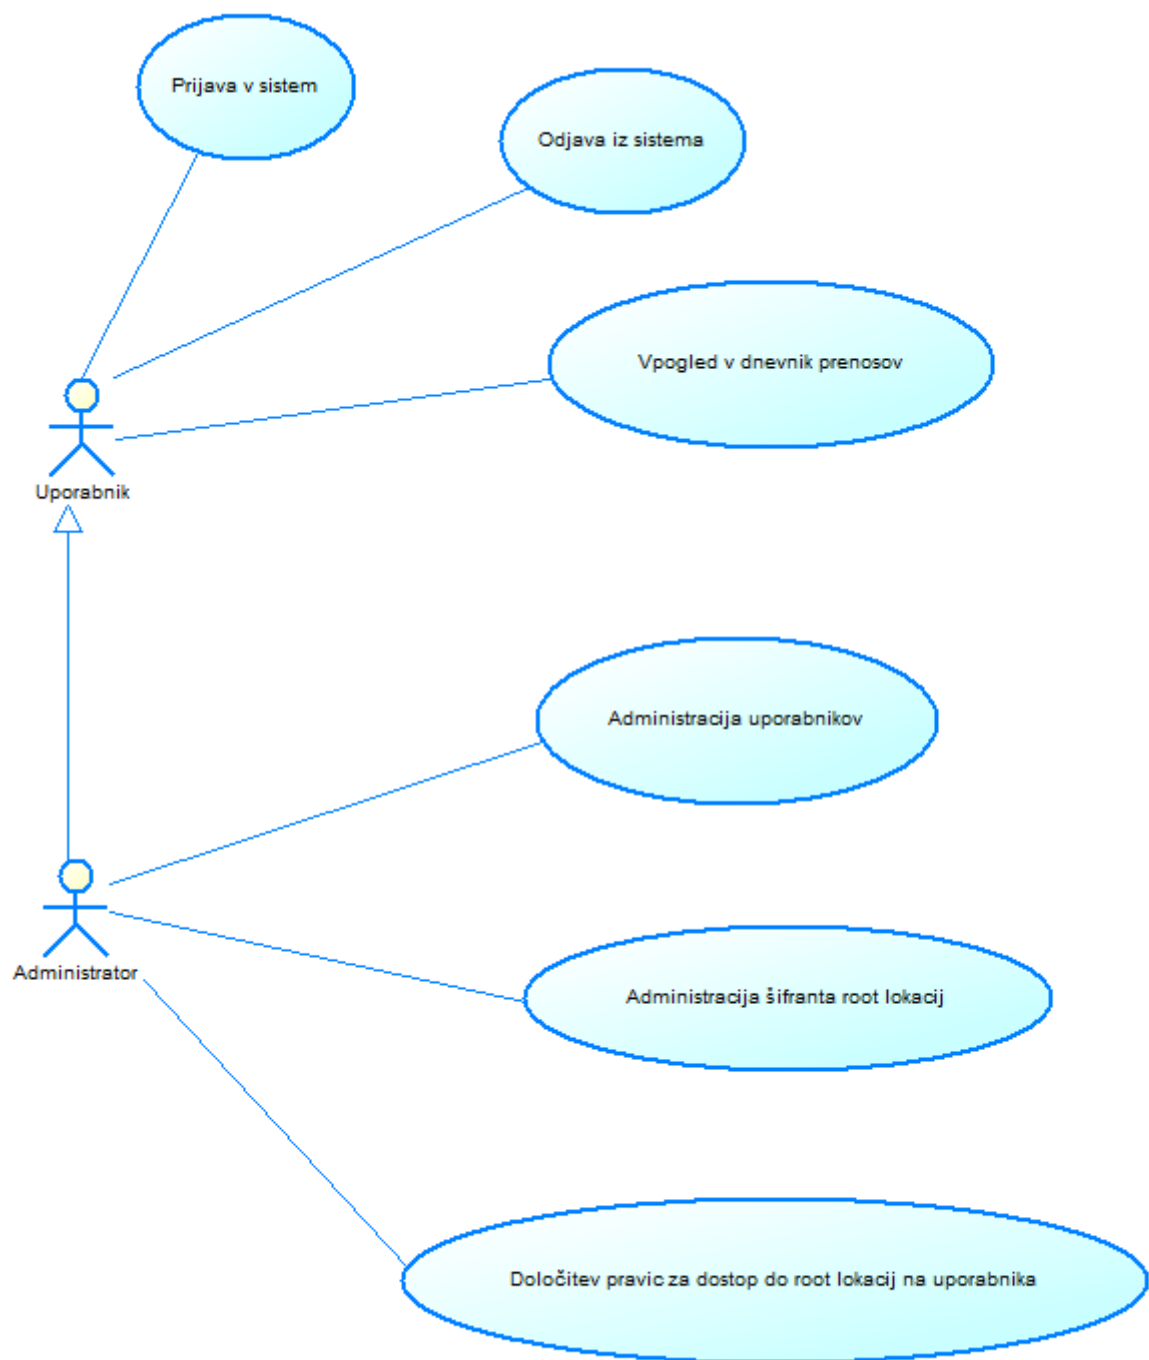 Prijava v sistem
Odjava iz sistema
Vpogled v dnevnik prenosov
Uporabnik
Administracija uporabnikov
Administrator
Administracija šifranta root lokacij
Določitev pravic za dostop do root lokacij na uporabnika